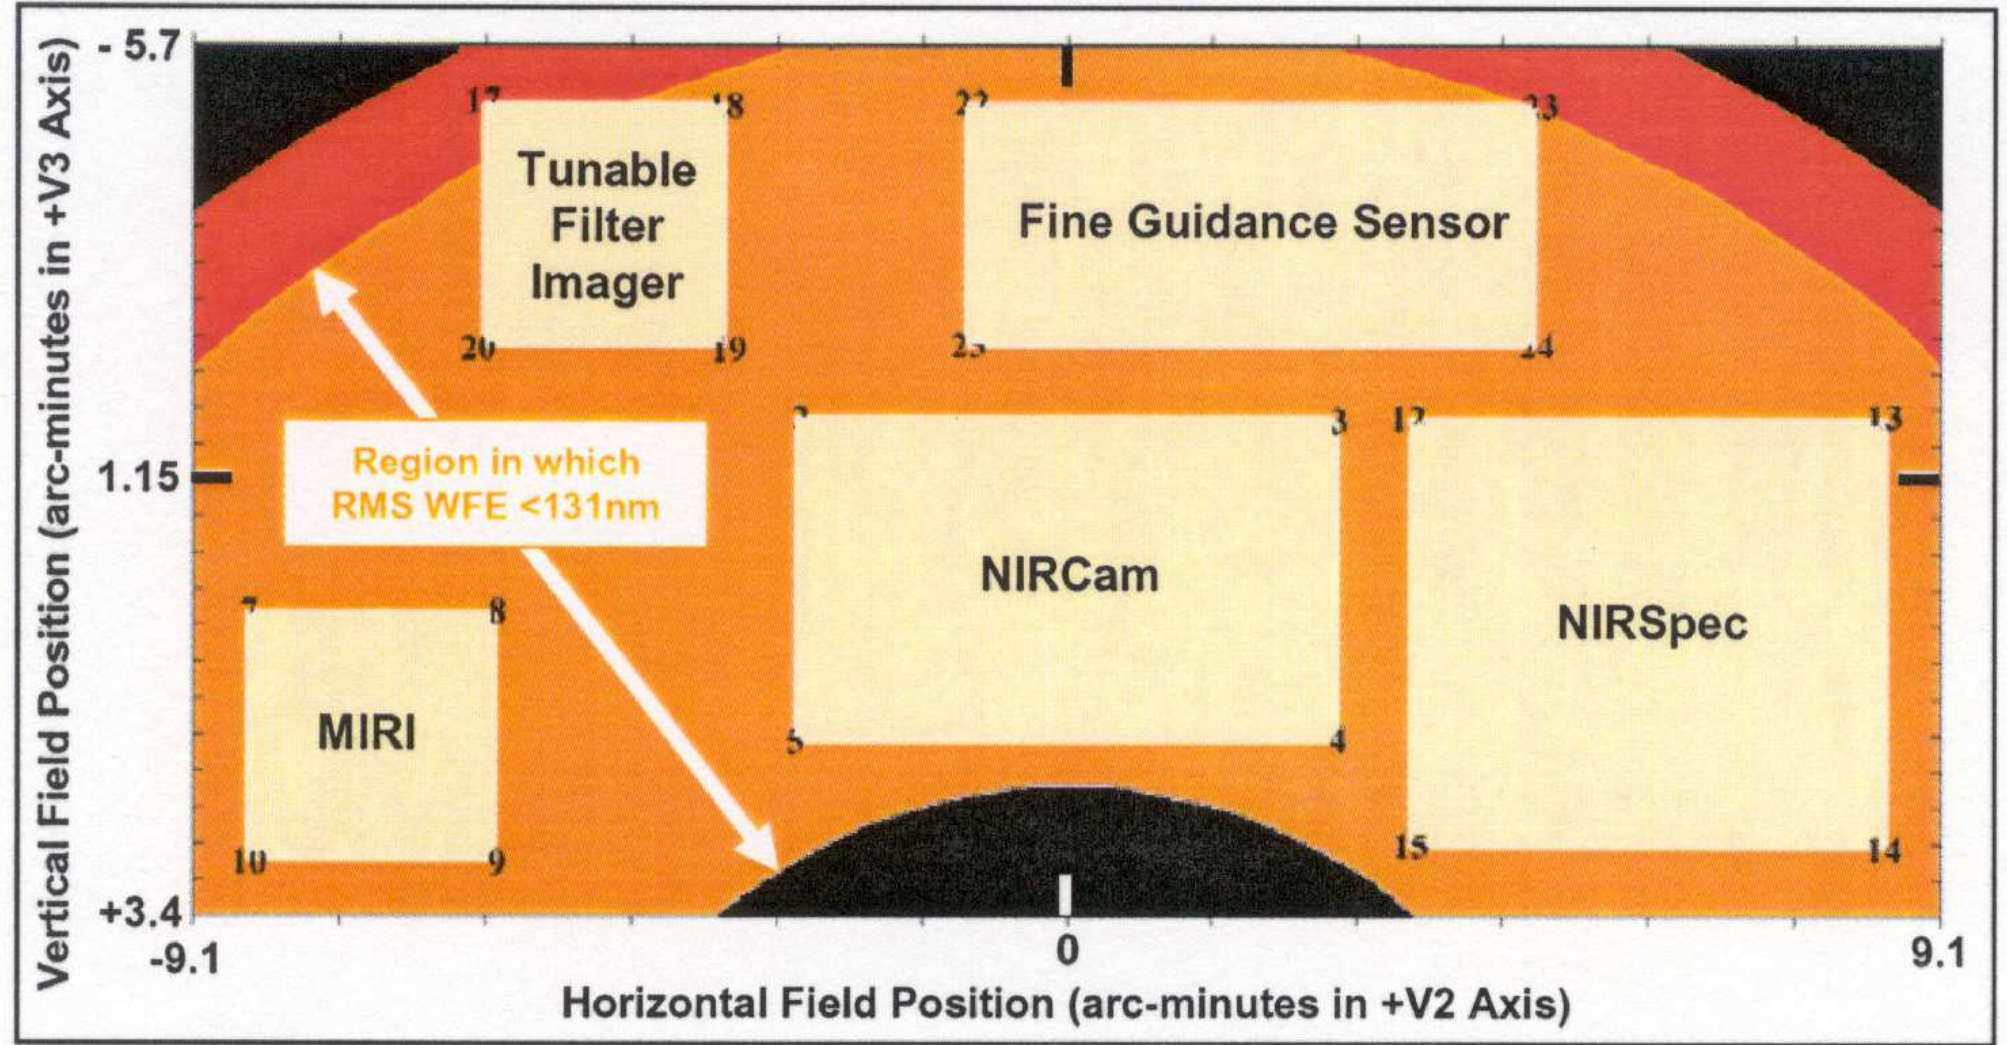 Vertical Field Position (arc-minutes in +V3 Axis)
- 5.7
1.15
+3.4
17
18
23
Tunable
Filter
Imager
Fine Guidance Sensor
20
19
24
3
12
13
Region in which
RMS WFE <131nm
NIRCam
NIRSpec
7
8
MIRI
5
4
10
9
15
14
-9.1
0
9.1
Horizontal Field Position (arc-minutes in +V2 Axis)